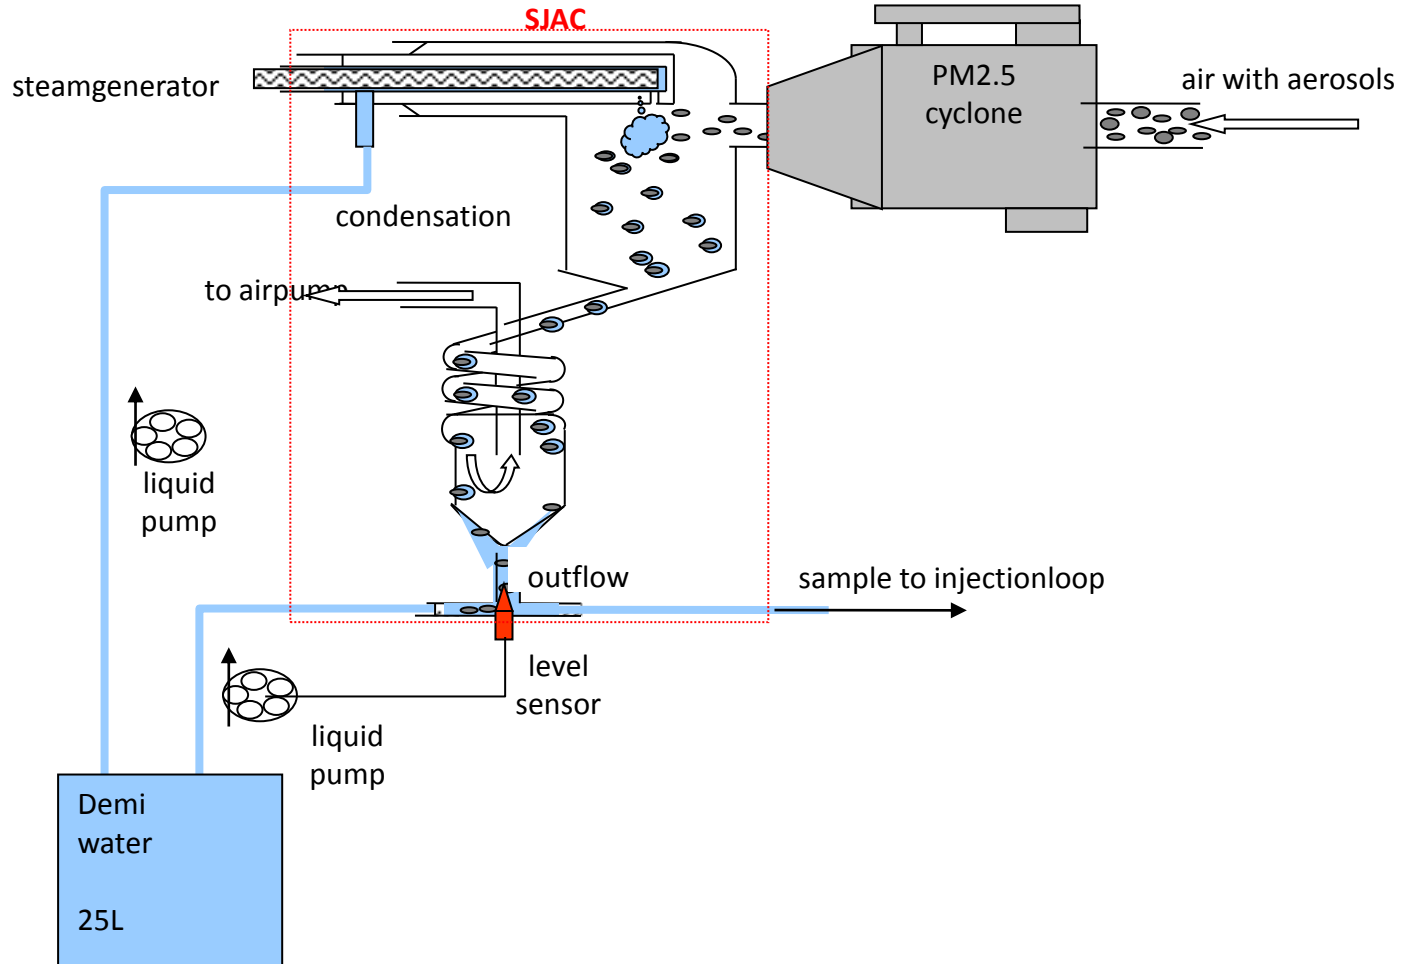 SJAC
steamgenerator
PM2.5
cyclone
air with aerosols
condensation
to airpump
liquid
pump
outflow
sample to injectionloop
level
sensor
liquid
pump
Demi
water
25L